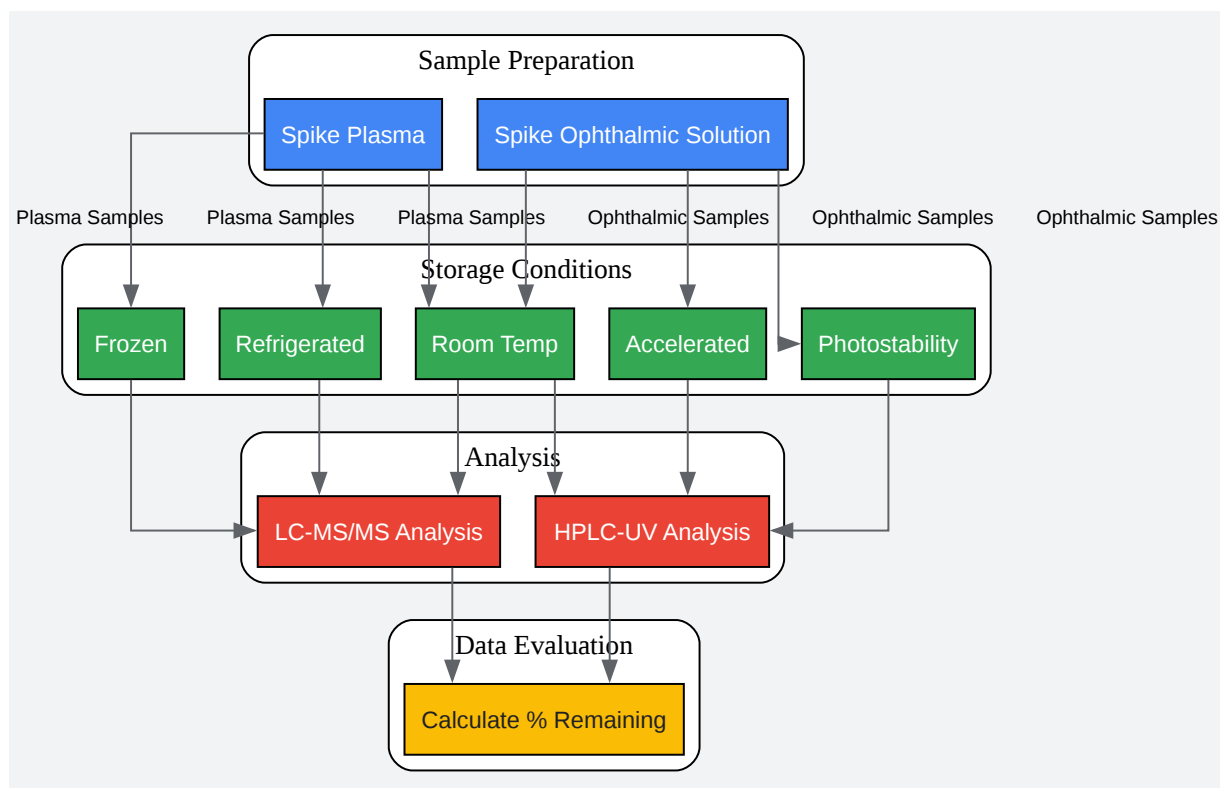 Sample Preparation
Spike Plasma
Spike Ophthalmic Solution
Plasma Samples
Plasma Samples
Plasma Samples
Ophthalmic Samples
Ophthalmic Samples
Ophthalmic Samples
Storage Conditions
Frozen
Refrigerated
Room Temp
Accelerated
Photostability
Analysis
LC-MS/MS Analysis
HPLC-UV Analysis
Data Evaluation
Calculate % Remaining